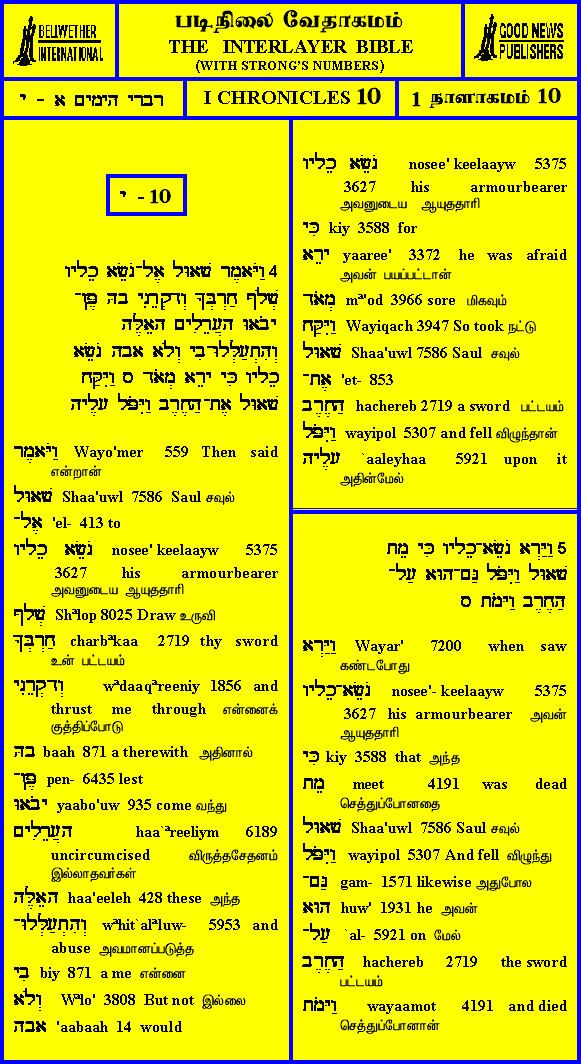 BELLWETHER
INTERNATIONAL
படிநிலை வேதாகமம்
THE INTERLAYER BIBLE
(WITH STRONG'S NUMBERS)
GOOD NEWS
PUBLISHERS
דברי הימים א - י
I CHRONICLES 10
1 நாளாகமம் 10
י - 10
4 וַיֹּאמֶר שָׁאוּל אֶל־נֹשֵׂא כֵלָיו
שְׁלֹף חַרְבְּךָ וְדָקְרֵנִי בָהּ פֶּן־
יָבֹאוּ הָעֲרֵלִים הָאֵלֶּה
וְהִתְעַלְּלוּ־בִי וְלֹא אָבָה נֹשֵׂא
כֵלָיו כִּי יָרֵא מְאֹד ס וַיִּקַּח
שָׁאוּל אֶת־הַחֶרֶב וַיִּפֹּל עָלֶיהָ
וַיֹּאמֶר Wayo'mer 559 Then said
என்றான்
שָׁאוּל Shaa'uwl 7586 Saul சவுல்
אֶל־ 'el- 413 to
נֹשֵׂא כֵלָיו nosee' keelaayw 5375
3627 his armourbearer
அவனுடைய ஆயுததாரி
שְׁלֹף Shªlop 8025 Draw உருவி
חַרְבְּךָ charbªkaa 2719 thy sword
உன் பட்டயம்
וְדָקְרֵנִי wªdaaqªreeniy 1856 and
thrust me through என்னைக்
குத்திப்போடு
בָהּ baah 871 a therewith அதினால்
פֶּן־ pen- 6435 lest
יָבֹאוּ yaabo'uw 935 come வந்து
הָעֲרֵלִים haa`ªreeliym 6189
uncircumcised விருத்தசேதனம்
இல்லாதவர்கள்
הָאֵלֶּה haa'eeleh 428 these அந்த
וְהִתְעַלְּלוּ־ wªhit`alªluw- 5953 and
abuse அவமானப்படுத்த
בִי biy 871 a me என்னை
וְלֹא Wªlo' 3808 But not இல்லை
אָבָה 'aabaah 14 would
נֹשֵׂא כֵלָיו nosee' keelaayw 5375
3627 his armourbearer
அவனுடைய ஆயுததாரி
כִּי kiy 3588 for
יָרֵא yaaree' 3372 he was afraid
அவன் பயப்பட்டான்
מְאֹד mª'od 3966 sore மிகவும்
וַיִּקַּח Wayiqach 3947 So took நட்டு
שָׁאוּל Shaa'uwl 7586 Saul சவுல்
אֶת־ 'et- 853
הַחֶרֶב hachereb 2719 a sword பட்டயம்
וַיִּפֹּל wayipol 5307 and fell விழுந்தான்
עָלֶיהָ `aaleyhaa 5921 upon it
அதின்மேல்
5 וַיַּרְא נֹשֵׂא־כֵלָיו כִּי מֵת
שָׁאוּל וַיִּפֹּל גַּם־הוּא עַל־
הַחֶרֶב וַיָּמֹת ס
וַיַּרְא Wayar' 7200 when saw
கண்டபோது
נֹשֵׂא־כֵלָיו nosee'- keelaayw 5375
3627 his armourbearer அவன்
ஆயுததாரி
כִּי kiy 3588 that அந்த
מֵת meet 4191 was dead
செத்துப்போனதை
שָׁאוּל Shaa'uwl 7586 Saul சவுல்
וַיִּפֹּל wayipol 5307 And fell விழுந்து
גַּם־ gam- 1571 likewise அதுபோல
הוּא huw' 1931 he அவன்
עַל־ `al- 5921 on மேல்
הַחֶרֶב hachereb 2719 the sword
பட்டயம்
וַיָּמֹת wayaamot 4191 and died
செத்துப்போனான்